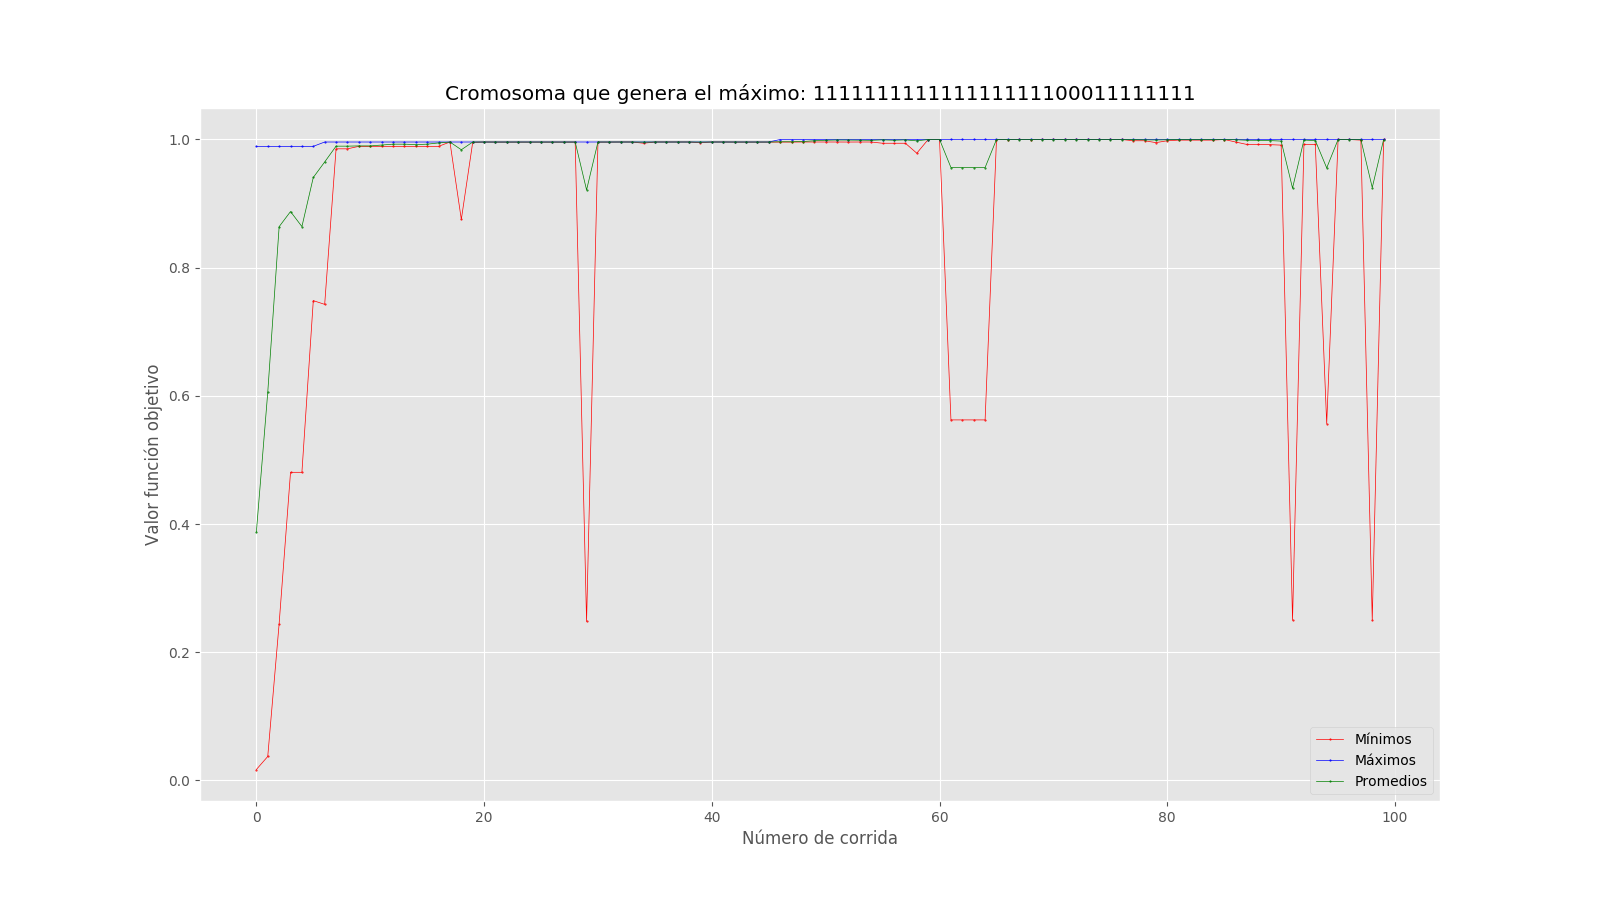 Cromosoma que genera el máximo: 111111111111111111000111111111
1.0
0.8
0.6
0.4
0.2
0.0
Valor función objetivo
0
20
40
60
80
100
Número de corrida
Mínimos
Máximos
Promedios